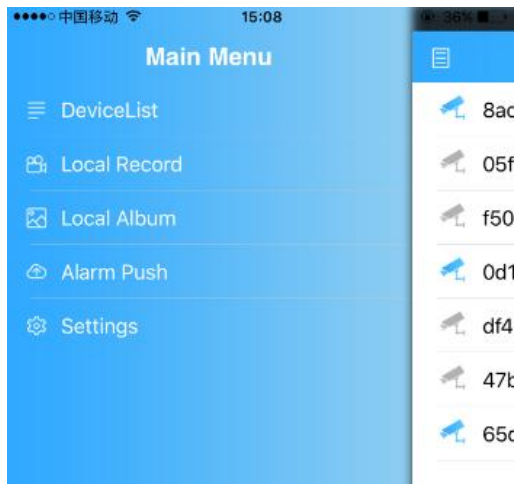 中国移动 15:08 36%
Main Menu
DeviceList
Local Record
Local Album
Alarm Push
Settings
8ac
05f
f50
0d1
df4
47b